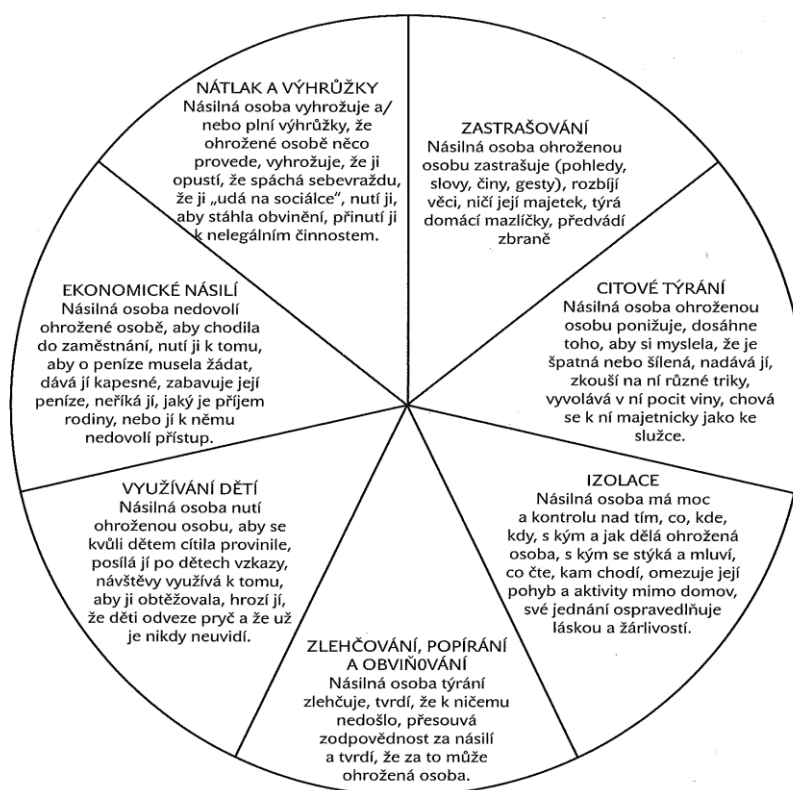 NÁTLAK A VÝHRŮŽKY
Násilná osoba vyhrožuje a/
nebo plní výhrůžky, že
ohrožené osobě něco
provede, vyhrožuje, že ji
opustí, že spáchá sebevraždu,
že ji „udá na sociálce“, nutí ji,
aby stáhla obvinění, přinutí ji
k nelegálním činnostem.
ZASTRAŠOVÁNÍ
Násilná osoba ohroženou
osobu zastrašuje (pohledy,
slovy, činy, gesty), rozbíjí
věci, ničí její majetek, týrá
domácí mazlíčky, předvádí
zbraně
CITOVÉ TÝRÁNÍ
Násilná osoba ohroženou
osobu ponižuje, dosáhne
toho, aby si myslela, že je
špatná nebo šílená, nadává jí,
zkouší na ní různé triky,
vyvolává v ní pocit viny, chová
se k ní majetnicky jako ke
služce.
IZOLACE
Násilná osoba má moc
a kontrolu nad tím, co, kde,
kdy, s kým a jak dělá ohrožená
osoba, s kým se stýká a mluví,
co čte, kam chodí, omezuje její
pohyb a aktivity mimo domov,
své jednání ospravedlňuje
láskou a žárlivostí.
ZLEHČOVÁNÍ, POPÍRÁNÍ
A OBVIŇ0VÁNÍ
Násilná osoba týrání
zlehčuje, tvrdí, že k ničemu
nedošlo, přesouvá
zodpovědnost za násilí
a tvrdí, že za to může
ohrožená osoba.
VYUŽÍVÁNÍ DĚTÍ
Násilná osoba nutí
ohroženou osobu, aby se
kvůli dětem cítila provinile,
posílá jí po dětech vzkazy,
návštěvy využívá k tomu,
aby ji obtěžovala, hrozí jí,
že děti odveze pryč a že už
je nikdy neuvidí.
EKONOMICKÉ NÁSILÍ
Násilná osoba nedovolí
ohrožené osobě, aby chodila
do zaměstnání, nutí ji k tomu,
aby o peníze musela žádat,
dává jí kapesné, zabavuje její
peníze, neříká jí, jaký je příjem
rodiny, nebo jí k němu
nedovolí přístup.